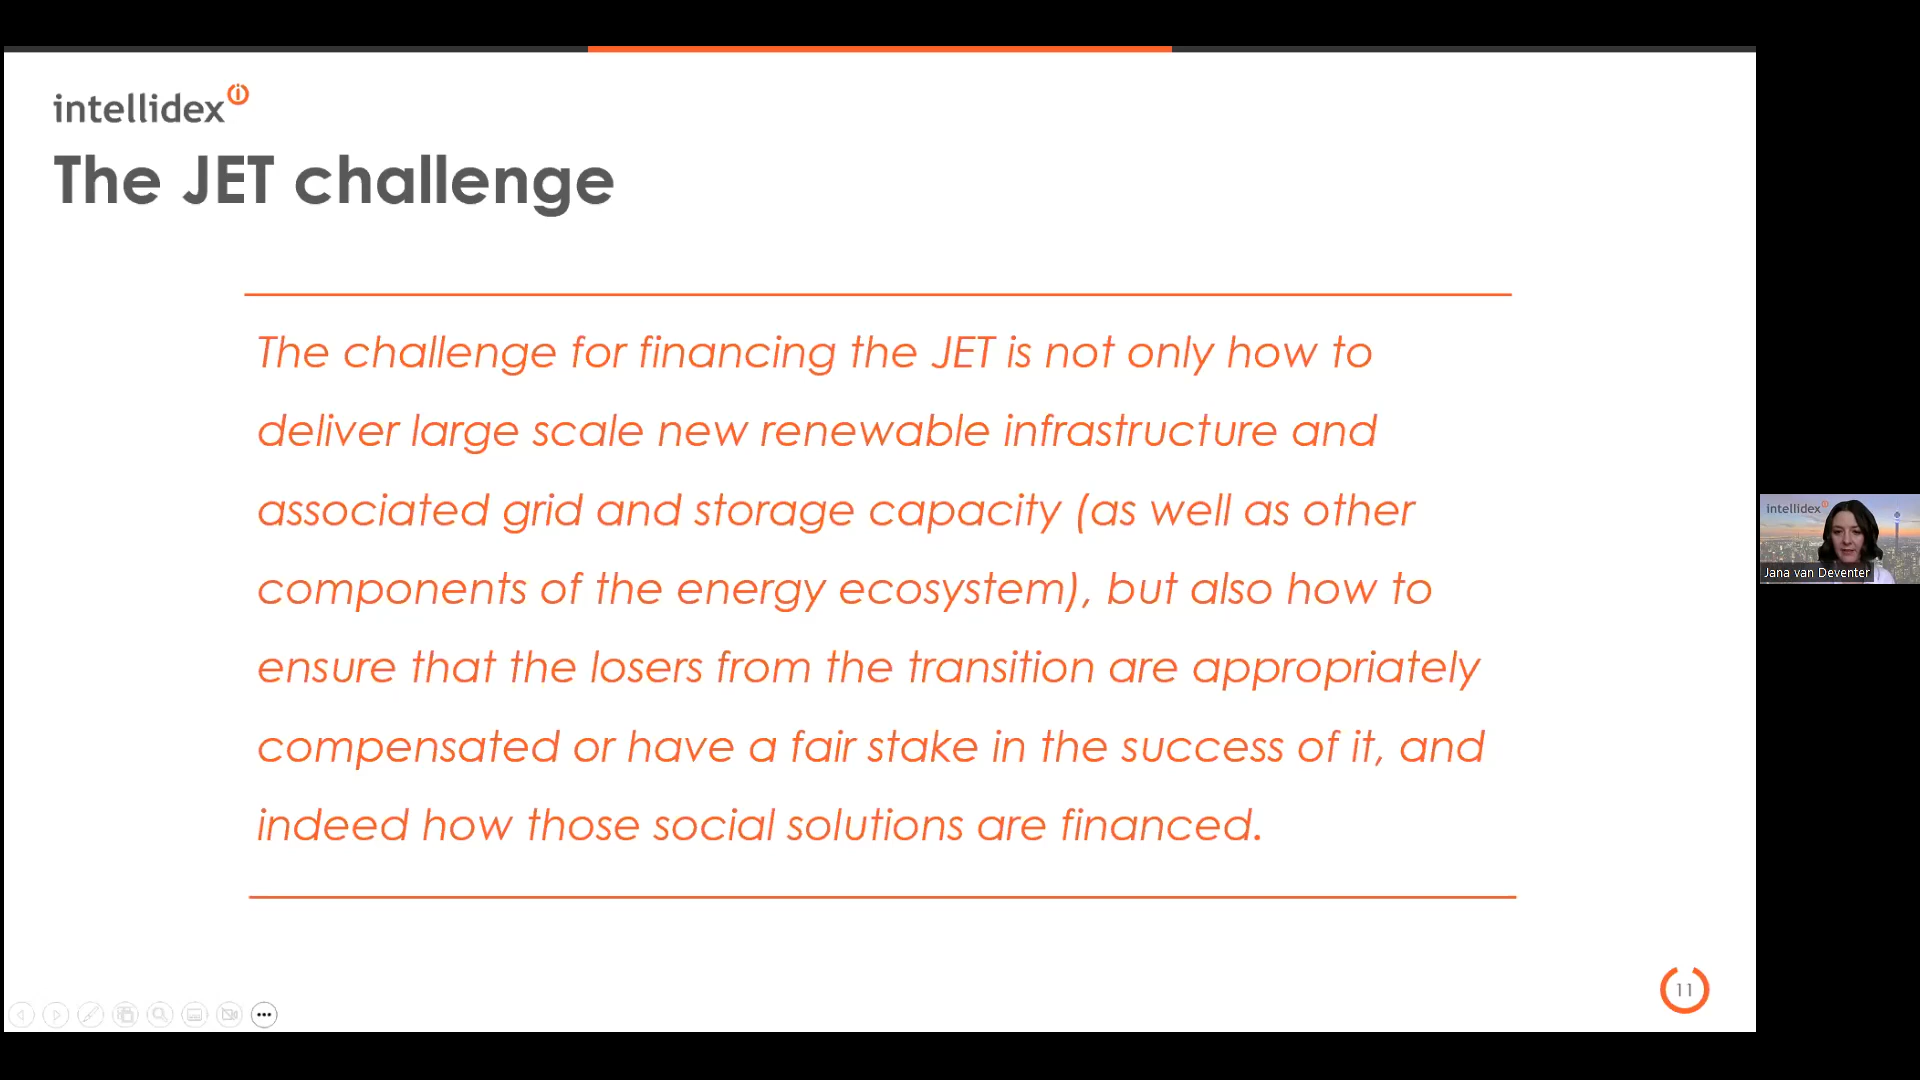 intellidex
The JET challenge
The challenge for financing the JET is not only how to
deliver large scale new renewable infrastructure and
associated grid and storage capacity (as well as other
components of the energy ecosystem), but also how to
ensure that the losers from the transition are appropriately
compensated or have a fair stake in the success of it, and
indeed how those social solutions are financed.
11
intellidex
Jana van Deventer